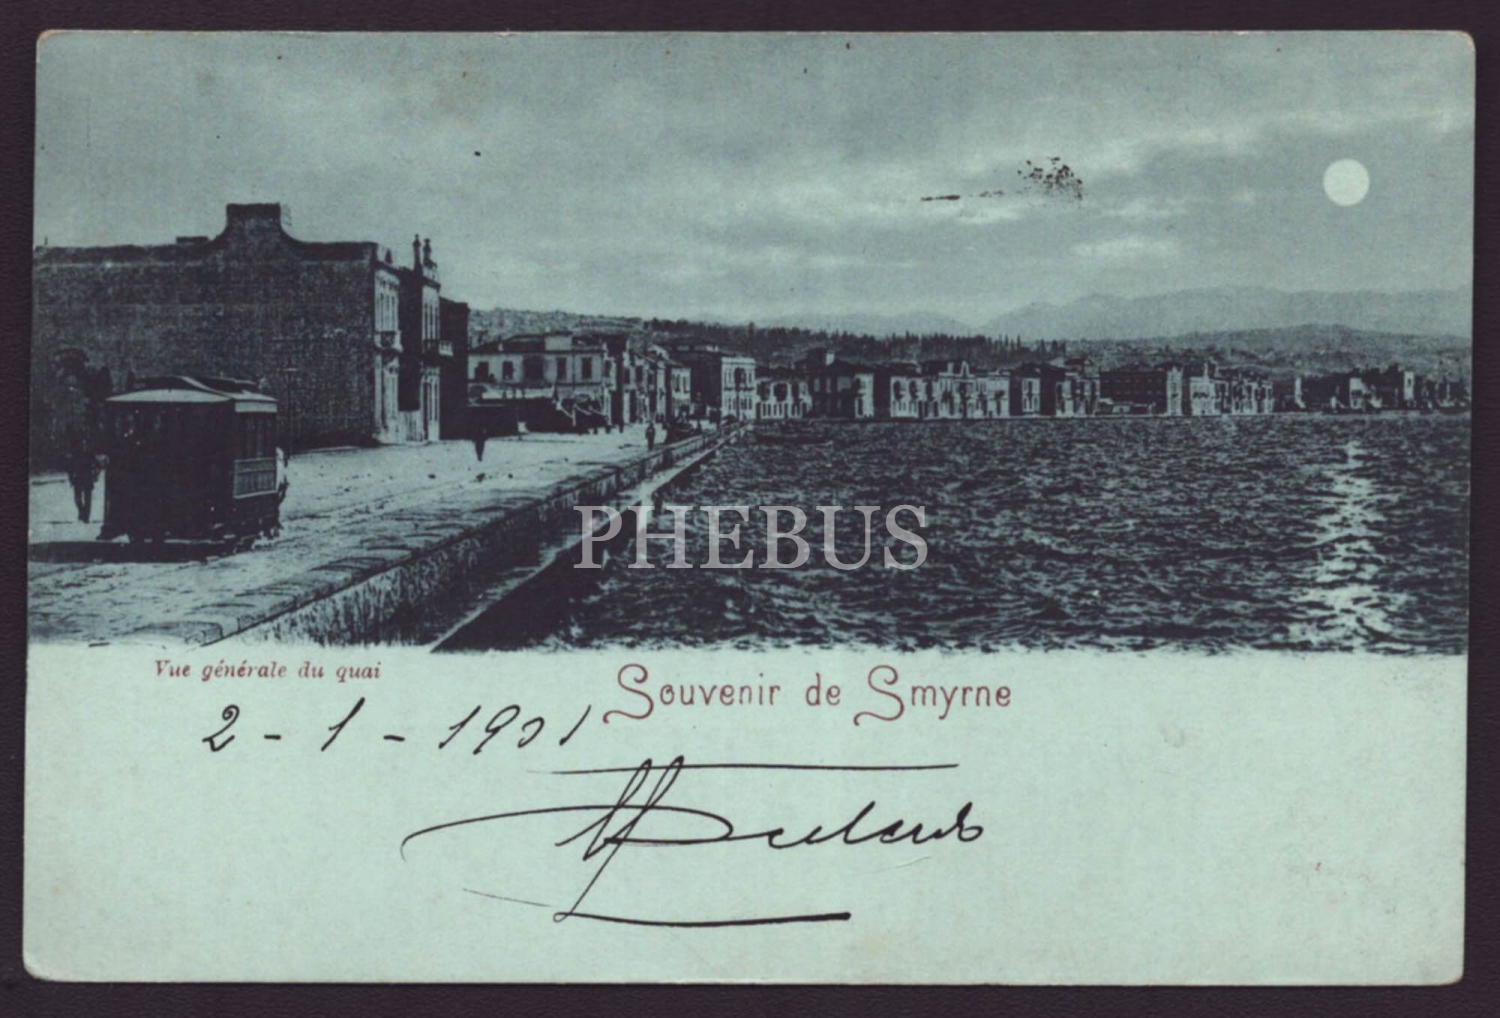 PHEBUS
Vue générale du quai
Souvenir de Smyrne
2 - 1 - 1901